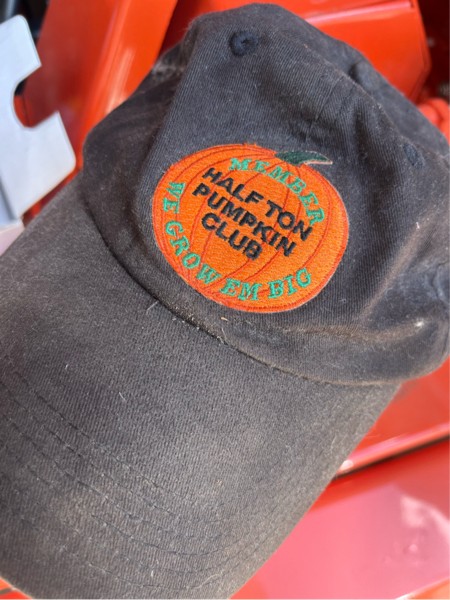 MEMBER
HALF TON
PUMPKIN
CLUB
WE GROW EM BIG